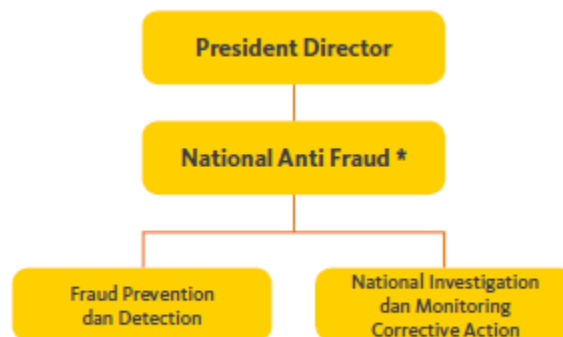 President Director
National Anti Fraud *
Fraud Prevention
dan Detection
National Investigation
dan Monitoring
Corrective Action